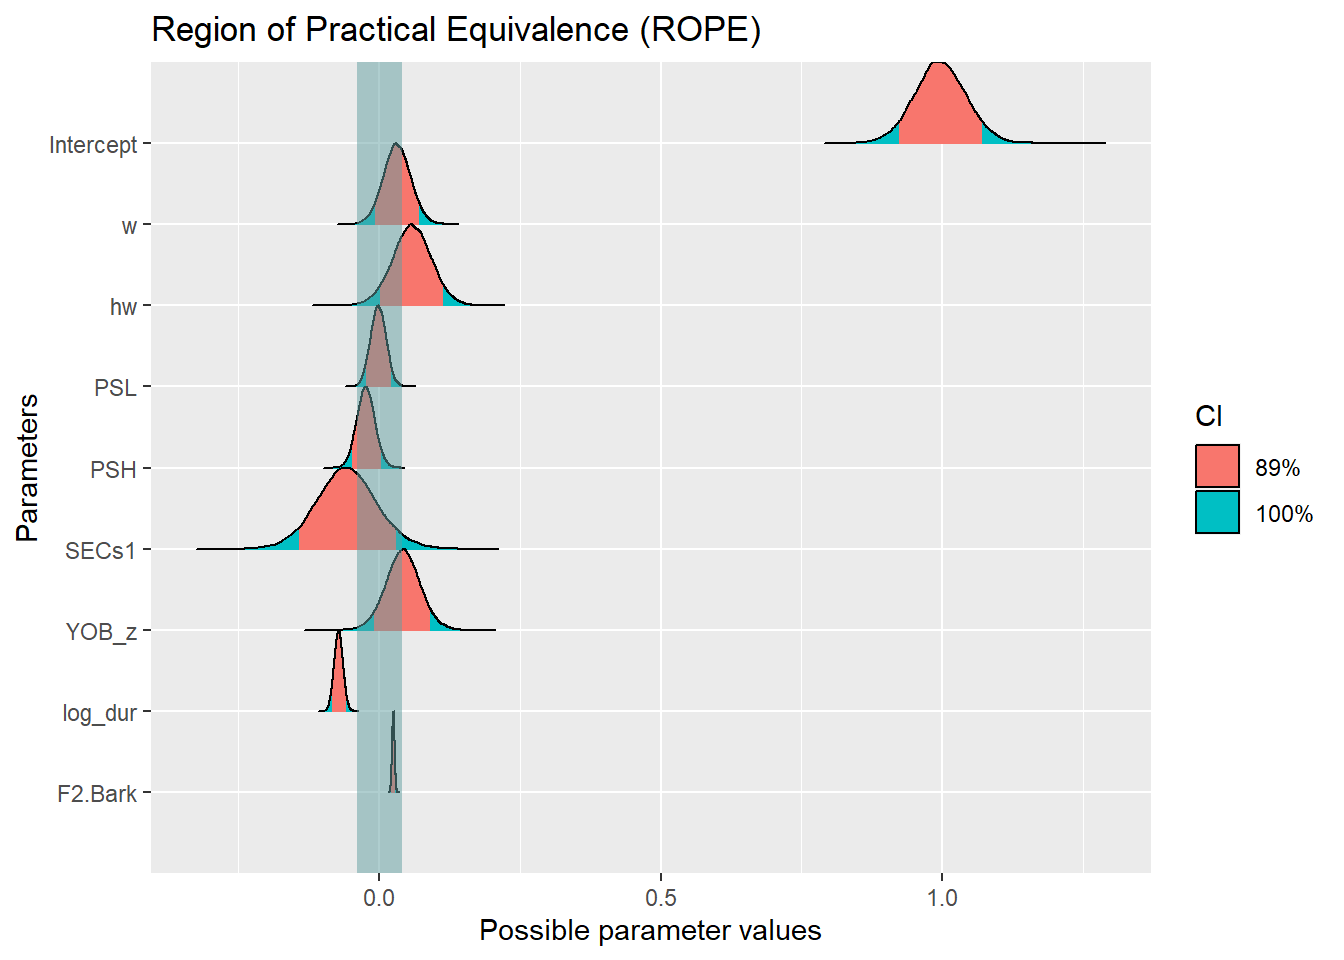 Region of Practical Equivalence (ROPE)
Parameters
Intercept
w
hw
PSL
PSH
SECs1
YOB_z
log_dur
F2.Bark
0.0
0.5
1.0
Possible parameter values
CI
89%
100%